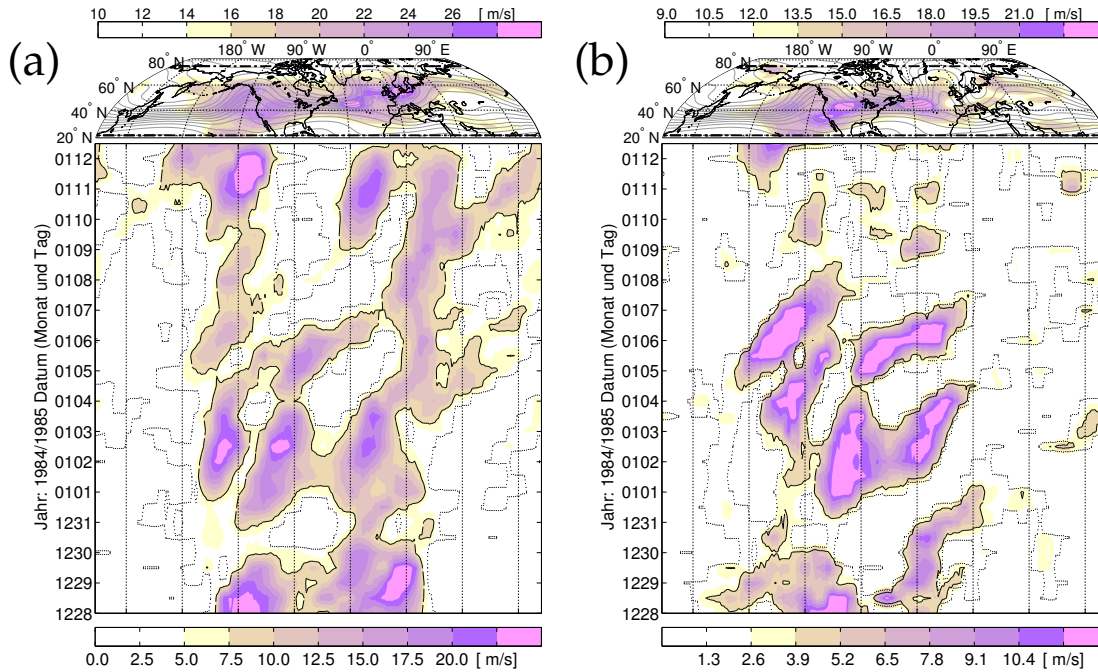 10 14 16 18 20 22 24 26 [ m/s]
(a)
180° W 90° W 0° 90° E
80° N
60° N
40° N
20° N
Jahr: 1984/1985 Datum (Monat und Tag)
0112
0111
0110
0109
0108
0107
0106
0105
0104
0103
0102
0101
1231
1230
1229
1228
0.0 2.5 5.0 7.5 10.0 12.5 15.0 17.5 20.0 [ m/s]
9.0 10.5 12.0 13.5 15.0 16.5 18.0 19.5 21.0 [ m/s]
(b)
180° W 90° W 0° 90° E
80° N
60° N
40° N
20° N
Jahr: 1984/1985 Datum (Monat und Tag)
0112
0111
0110
0109
0108
0107
0106
0105
0104
0103
0102
0101
1231
1230
1229
1228
1.3 2.6 3.9 5.2 6.5 7.8 9.1 10.4 [ m/s]